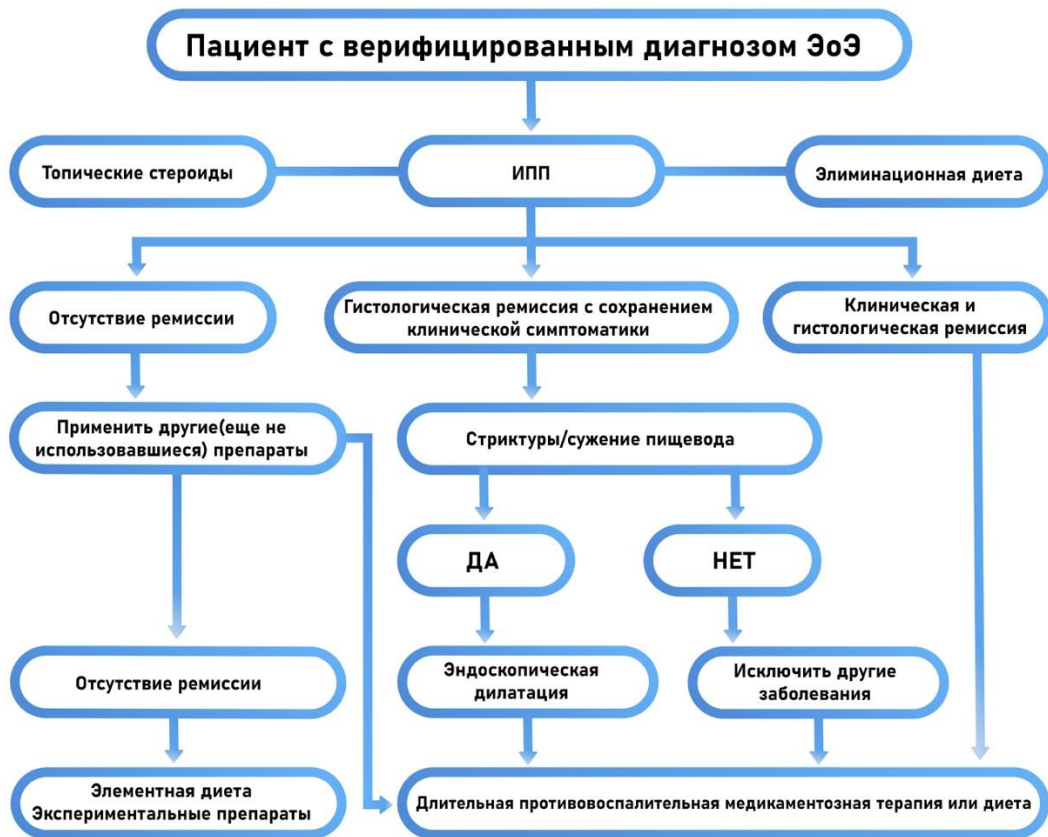 Пациент с верифицированным диагнозом ЭоЭ
Топические стероиды
ИПП
Элиминационная диета
Отсутствие ремиссии
Гистологическая ремиссия с сохранением
клинической симптоматики
Клиническая и
гистологическая ремиссия
Применить другие(еще не
использовавшиеся) препараты
Стриктуры/сужение пищевода
ДА
НЕТ
Отсутствие ремиссии
Эндоскопическая
дилатация
Исключить другие
заболевания
Элементная диета
Экспериментальные препараты
Длительная противовоспалительная медикаментозная терапия или диета